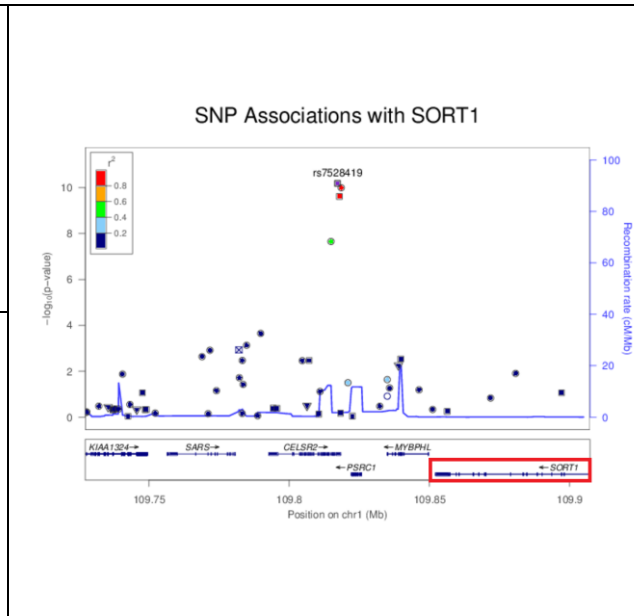 SNP Associations with SORT1
r²
0.8
0.6
0.4
0.2
rs7528419
10
8
6
4
2
0
−log₁₀(p−value)
100
80
60
40
20
0
Recombination rate (cM/Mb)
KIAA1324→
SARS→
CELSR2→
←MYBPHL
←PSRC1
←SORT1
109.75
109.8
109.85
109.9
Position on chr1 (Mb)